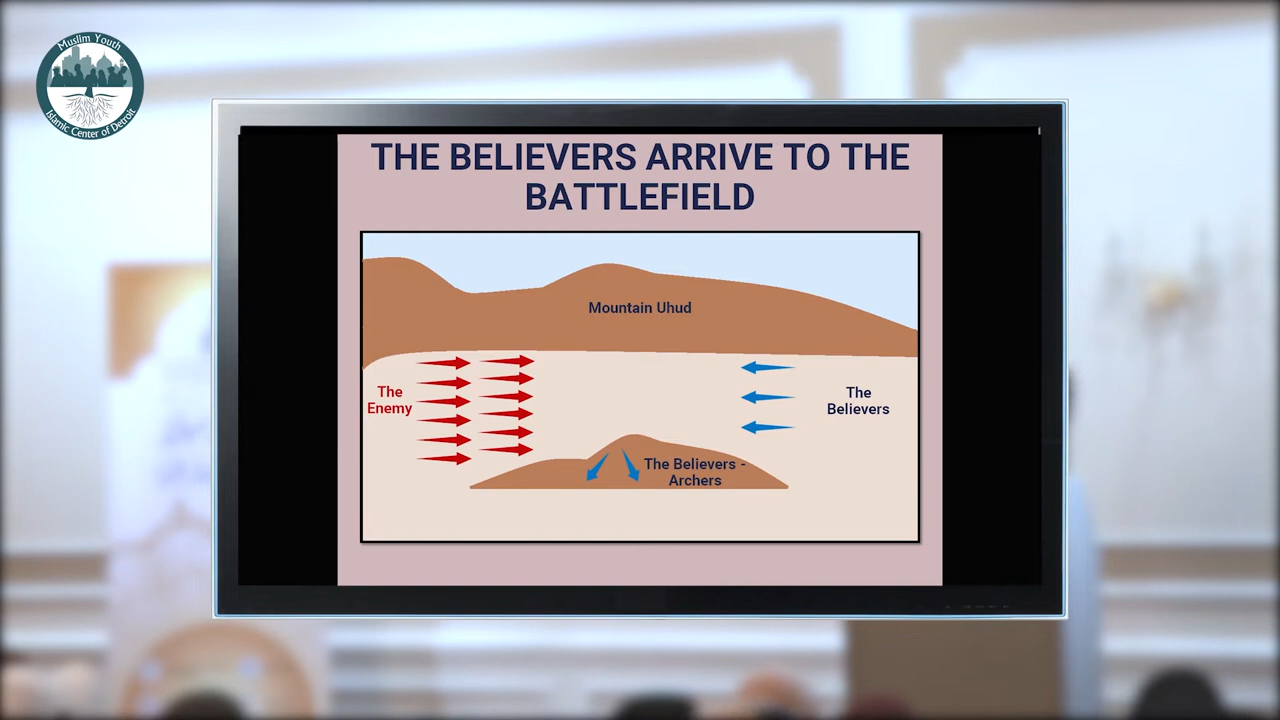 Muslim Youth
Islamic Center of Detroit
THE BELIEVERS ARRIVE TO THE
BATTLEFIELD
Mountain Uhud
The
Enemy
The
Believers
The Believers -
Archers